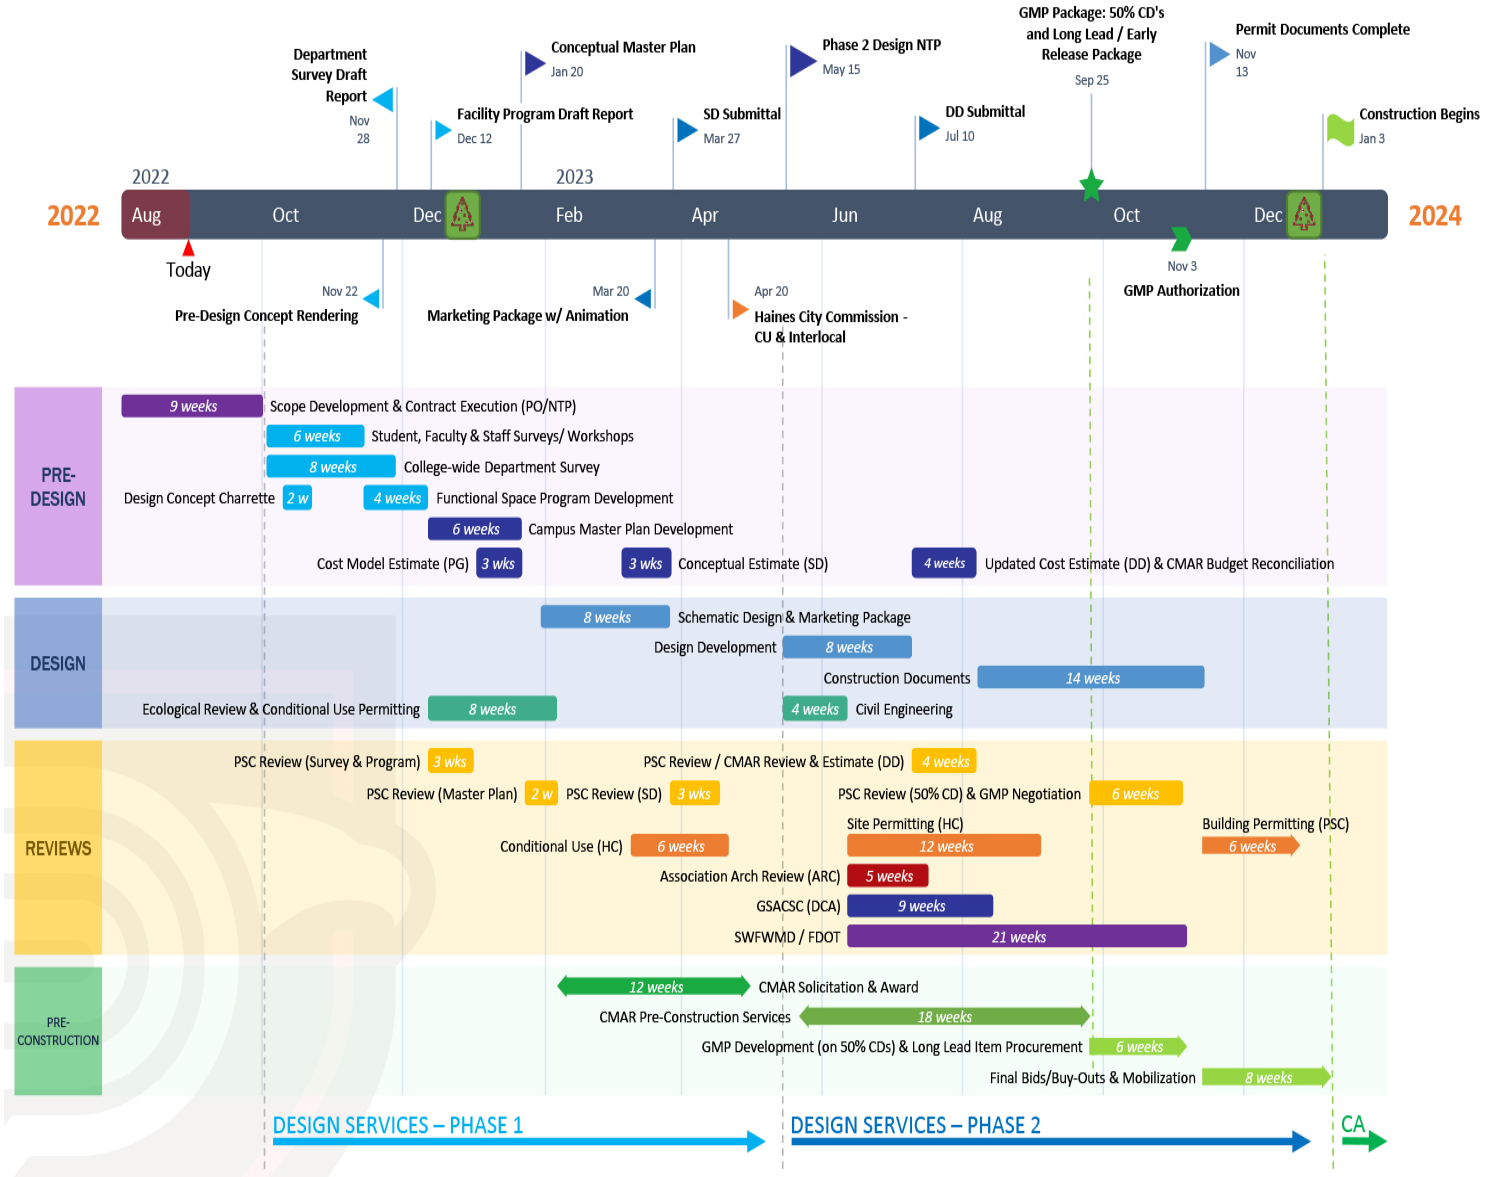 GMP Package: 50% CD's
and Long Lead / Early
Release Package
Sep 25
Permit Documents Complete
Nov
13
Conceptual Master Plan
Jan 20
Phase 2 Design NTP
May 15
Department
Survey Draft
Report
Nov
28
Facility Program Draft Report
Dec 12
SD Submittal
Mar 27
DD Submittal
Jul 10
Construction Begins
Jan 3
2022
2023
2022
Aug
Oct
Dec
Feb
Apr
Jun
Aug
Oct
Dec
2024
Today
Nov 22
Pre-Design Concept Rendering
Mar 20
Marketing Package w/ Animation
Apr 20
Haines City Commission -
CU & Interlocal
Nov 3
GMP Authorization
PRE-
DESIGN
9 weeks
Scope Development & Contract Execution (PO/NTP)
6 weeks
Student, Faculty & Staff Surveys/ Workshops
8 weeks
College-wide Department Survey
Design Concept Charrette
2 w
4 weeks
Functional Space Program Development
6 weeks
Campus Master Plan Development
Cost Model Estimate (PG)
3 wks
3 wks
Conceptual Estimate (SD)
4 weeks
Updated Cost Estimate (DD) & CMAR Budget Reconciliation
DESIGN
8 weeks
Schematic Design & Marketing Package
Design Development
8 weeks
Construction Documents
14 weeks
Ecological Review & Conditional Use Permitting
8 weeks
4 weeks
Civil Engineering
REVIEWS
PSC Review (Survey & Program)
3 wks
PSC Review / CMAR Review & Estimate (DD)
4 weeks
PSC Review (Master Plan)
2 w
PSC Review (SD)
3 wks
PSC Review (50% CD) & GMP Negotiation
6 weeks
Conditional Use (HC)
6 weeks
Site Permitting (HC)
12 weeks
Building Permitting (PSC)
6 weeks
Association Arch Review (ARC)
5 weeks
GSACSC (DCA)
9 weeks
SWFWMD / FDOT
21 weeks
PRE-
CONSTRUCTION
12 weeks
CMAR Solicitation & Award
CMAR Pre-Construction Services
18 weeks
GMP Development (on 50% CDs) & Long Lead Item Procurement
6 weeks
Final Bids/Buy-Outs & Mobilization
8 weeks
DESIGN SERVICES – PHASE 1
DESIGN SERVICES – PHASE 2
CA